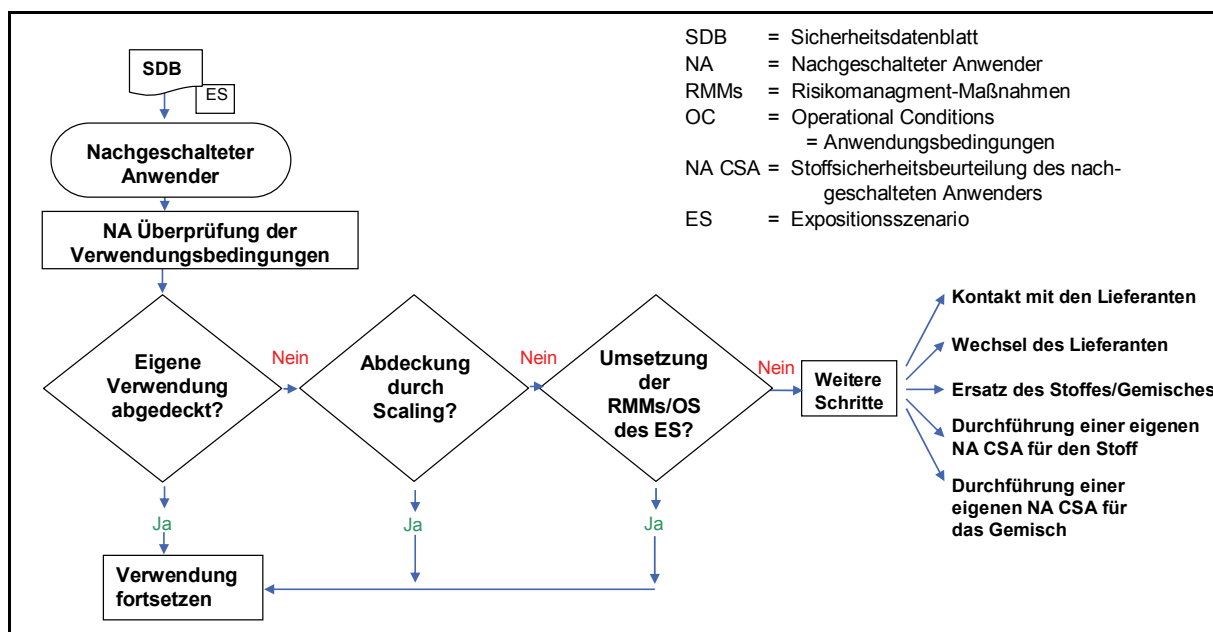 SDB
ES
Nachgeschalteter
Anwender
NA Überprüfung der
Verwendungsbedingungen
SDB = Sicherheitsdatenblatt
NA = Nachgeschalteter Anwender
RMMs = Risikomanagment-Maßnahmen
OC = Operational Conditions
= Anwendungsbedingungen
NA CSA = Stoffsicherheitsbeurteilung des nach-
geschalteten Anwenders
ES = Expositionsszenario
Eigene
Verwendung
abgedeckt?
Nein
Abdeckung
durch
Scaling?
Nein
Umsetzung
der
RMMs/OS
des ES?
Nein
Weitere
Schritte
Kontakt mit den Lieferanten
Wechsel des Lieferanten
Ersatz des Stoffes/Gemisches
Durchführung einer eigenen
NA CSA für den Stoff
Durchführung einer
eigenen NA CSA für
das Gemisch
Ja
Ja
Ja
Verwendung
fortsetzen